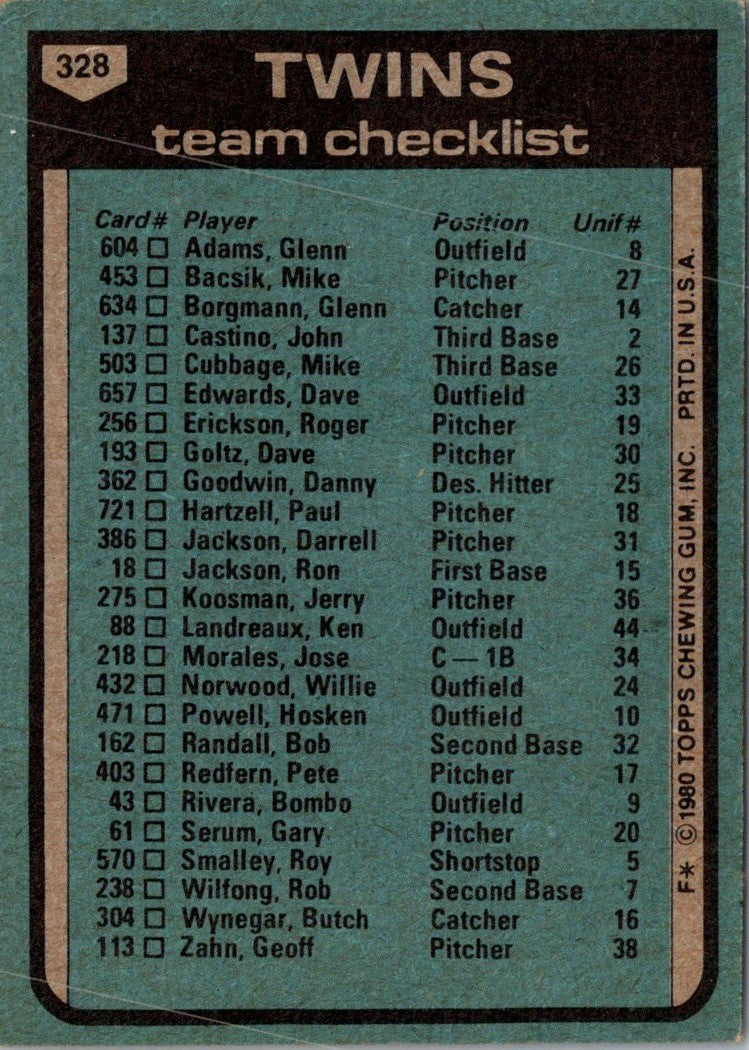 328
TWINS
team checklist
Card# Player Position Unif#
604 □ Adams, Glenn Outfield 8
453 □ Bacsik, Mike Pitcher 27
634 □ Borgmann, Glenn Catcher 14
137 □ Castino, John Third Base 2
503 □ Cubbage, Mike Third Base 26
657 □ Edwards, Dave Outfield 33
256 □ Erickson, Roger Pitcher 19
193 □ Goltz, Dave Pitcher 30
362 □ Goodwin, Danny Des. Hitter 25
721 □ Hartzell, Paul Pitcher 18
386 □ Jackson, Darrell Pitcher 31
18 □ Jackson, Ron First Base 15
275 □ Koosman, Jerry Pitcher 36
88 □ Landreaux, Ken Outfield 44
218 □ Morales, Jose C — 1B 34
432 □ Norwood, Willie Outfield 24
471 □ Powell, Hosken Outfield 10
162 □ Randall, Bob Second Base 32
403 □ Redfern, Pete Pitcher 17
43 □ Rivera, Bombo Outfield 9
61 □ Serum, Gary Pitcher 20
570 □ Smalley, Roy Shortstop 5
238 □ Wilfong, Rob Second Base 7
304 □ Wynegar, Butch Catcher 16
113 □ Zahn, Geoff Pitcher 38
F* © 1980 TOPPS CHEWING GUM, INC. PRTD. IN U.S.A.